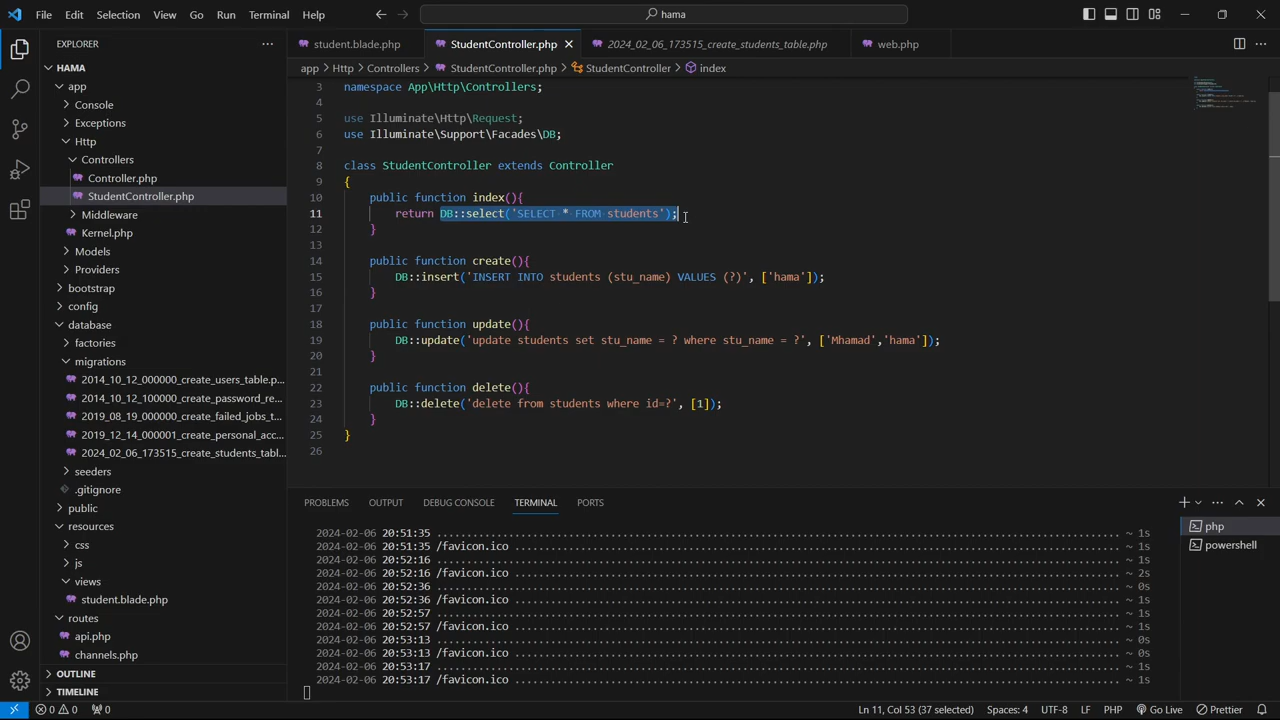 File Edit Selection View Go Run Terminal Help
hama
EXPLORER
student.blade.php StudentController.php 2024_02_06_173515_create_students_table.php web.php
HAMA
app > Http > Controllers > StudentController.php > StudentController > index
app
Console
Exceptions
Http
Controllers
Controller.php
StudentController.php
Middleware
Kernel.php
Models
Providers
bootstrap
config
database
factories
migrations
2014_10_12_000000_create_users_table.p...
2014_10_12_100000_create_password_re...
2019_08_19_000000_create_failed_jobs_t...
2019_12_14_000001_create_personal_acc...
2024_02_06_173515_create_students_tabl...
seeders
.gitignore
public
resources
css
js
views
student.blade.php
routes
api.php
channels.php
OUTLINE
TIMELINE
3 namespace App\Http\Controllers;
4
5 use Illuminate\Http\Request;
6 use Illuminate\Support\Facades\DB;
7
8 class StudentController extends Controller
9 {
10 public function index(){
11 return DB::select('SELECT * FROM students');
12 }
13
14 public function create(){
15 DB::insert('INSERT INTO students (stu_name) VALUES (?)', ['hama']);
16 }
17
18 public function update(){
19 DB::update('update students set stu_name = ? where stu_name = ?', ['Mhamad','hama']);
20 }
21
22 public function delete(){
23 DB::delete('delete from students where id=?', [1]);
24 }
25 }
26
PROBLEMS OUTPUT DEBUG CONSOLE TERMINAL PORTS
php
powershell
2024-02-06 20:51:35 ........ ~ 1s
2024-02-06 20:51:35 /favicon.ico ........ ~ 1s
2024-02-06 20:52:16 ........ ~ 1s
2024-02-06 20:52:16 /favicon.ico ........ ~ 2s
2024-02-06 20:52:36 ........ ~ 0s
2024-02-06 20:52:36 /favicon.ico ........ ~ 1s
2024-02-06 20:52:57 ........ ~ 1s
2024-02-06 20:52:57 /favicon.ico ........ ~ 1s
2024-02-06 20:53:13 ........ ~ 0s
2024-02-06 20:53:13 /favicon.ico ........ ~ 0s
2024-02-06 20:53:17 ........ ~ 1s
2024-02-06 20:53:17 /favicon.ico ........ ~ 1s
0 0 0 Ln 11, Col 53 (37 selected) Spaces: 4 UTF-8 LF PHP Go Live Prettier